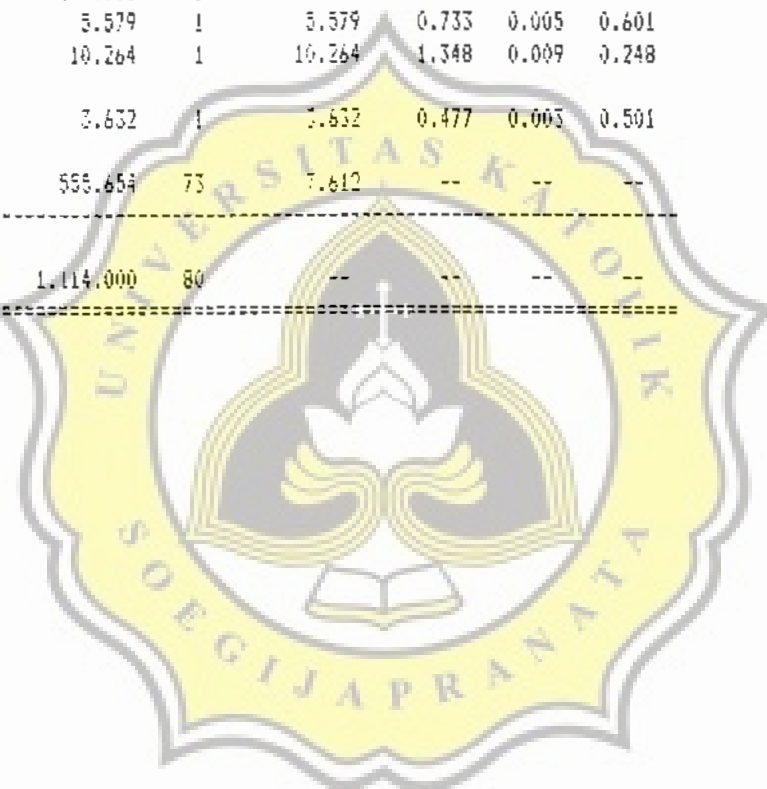 5.579 1 5.579 0.733 0.005 0.601
10.264 1 10.264 1.348 0.009 0.248
3.632 1 3.632 0.477 0.003 0.501
555.654 73 7.612 -- -- --
1.114.000 80 -- -- -- --
UNIVERSITAS KATOLIK
SOEGIJAPRANATA